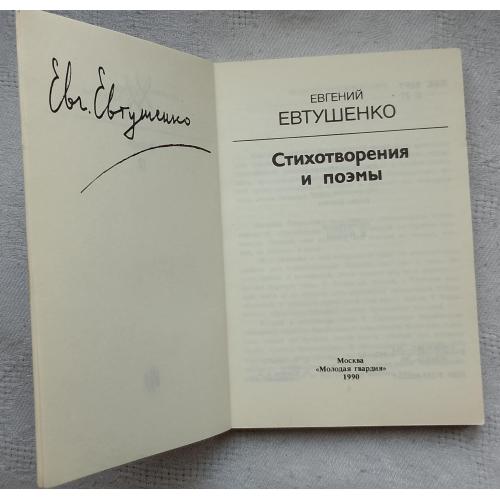 Евг. Евтушенко
ЕВГЕНИЙ
ЕВТУШЕНКО
Стихотворения
и поэмы
Москва
«Молодая гвардия»
1990